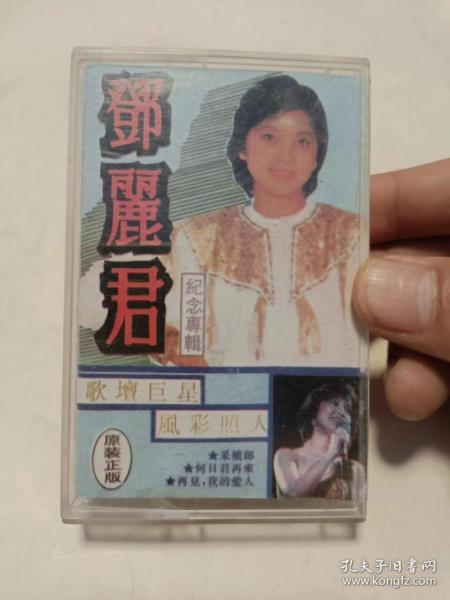 鄧麗君
紀念專輯
歌壇巨星
風彩照人
原裝正版
★采檳郎
★何日君再來
★再見，我的愛人
孔夫子旧书网
www.kongfz.com